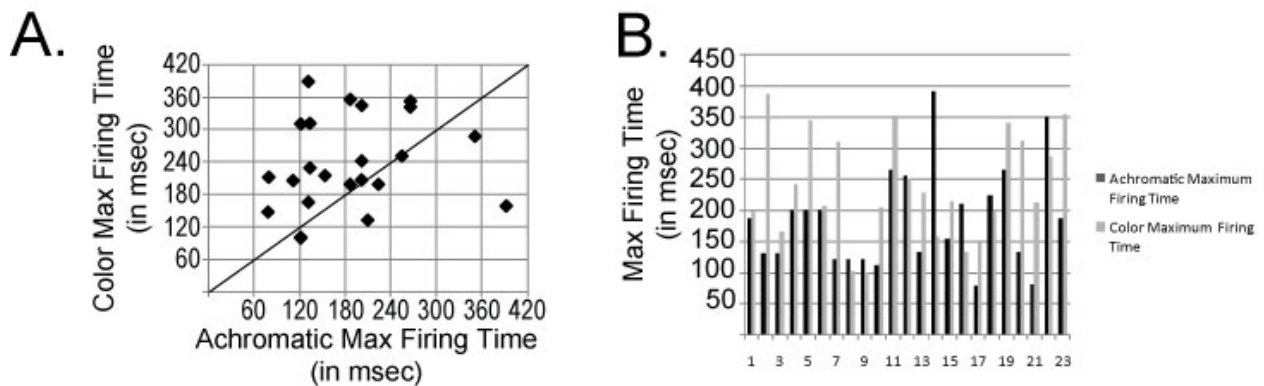 A.
Color Max Firing Time
(in msec)
420
360
300
240
180
120
60
60 120 180 240 300 360 420
Achromatic Max Firing Time
(in msec)
B.
Max Firing Time
(in msec)
450
400
350
300
250
200
150
100
50
1 3 5 7 9 11 13 15 17 19 21 23
Achromatic Maximum
Firing Time
Color Maximum Firing
Time